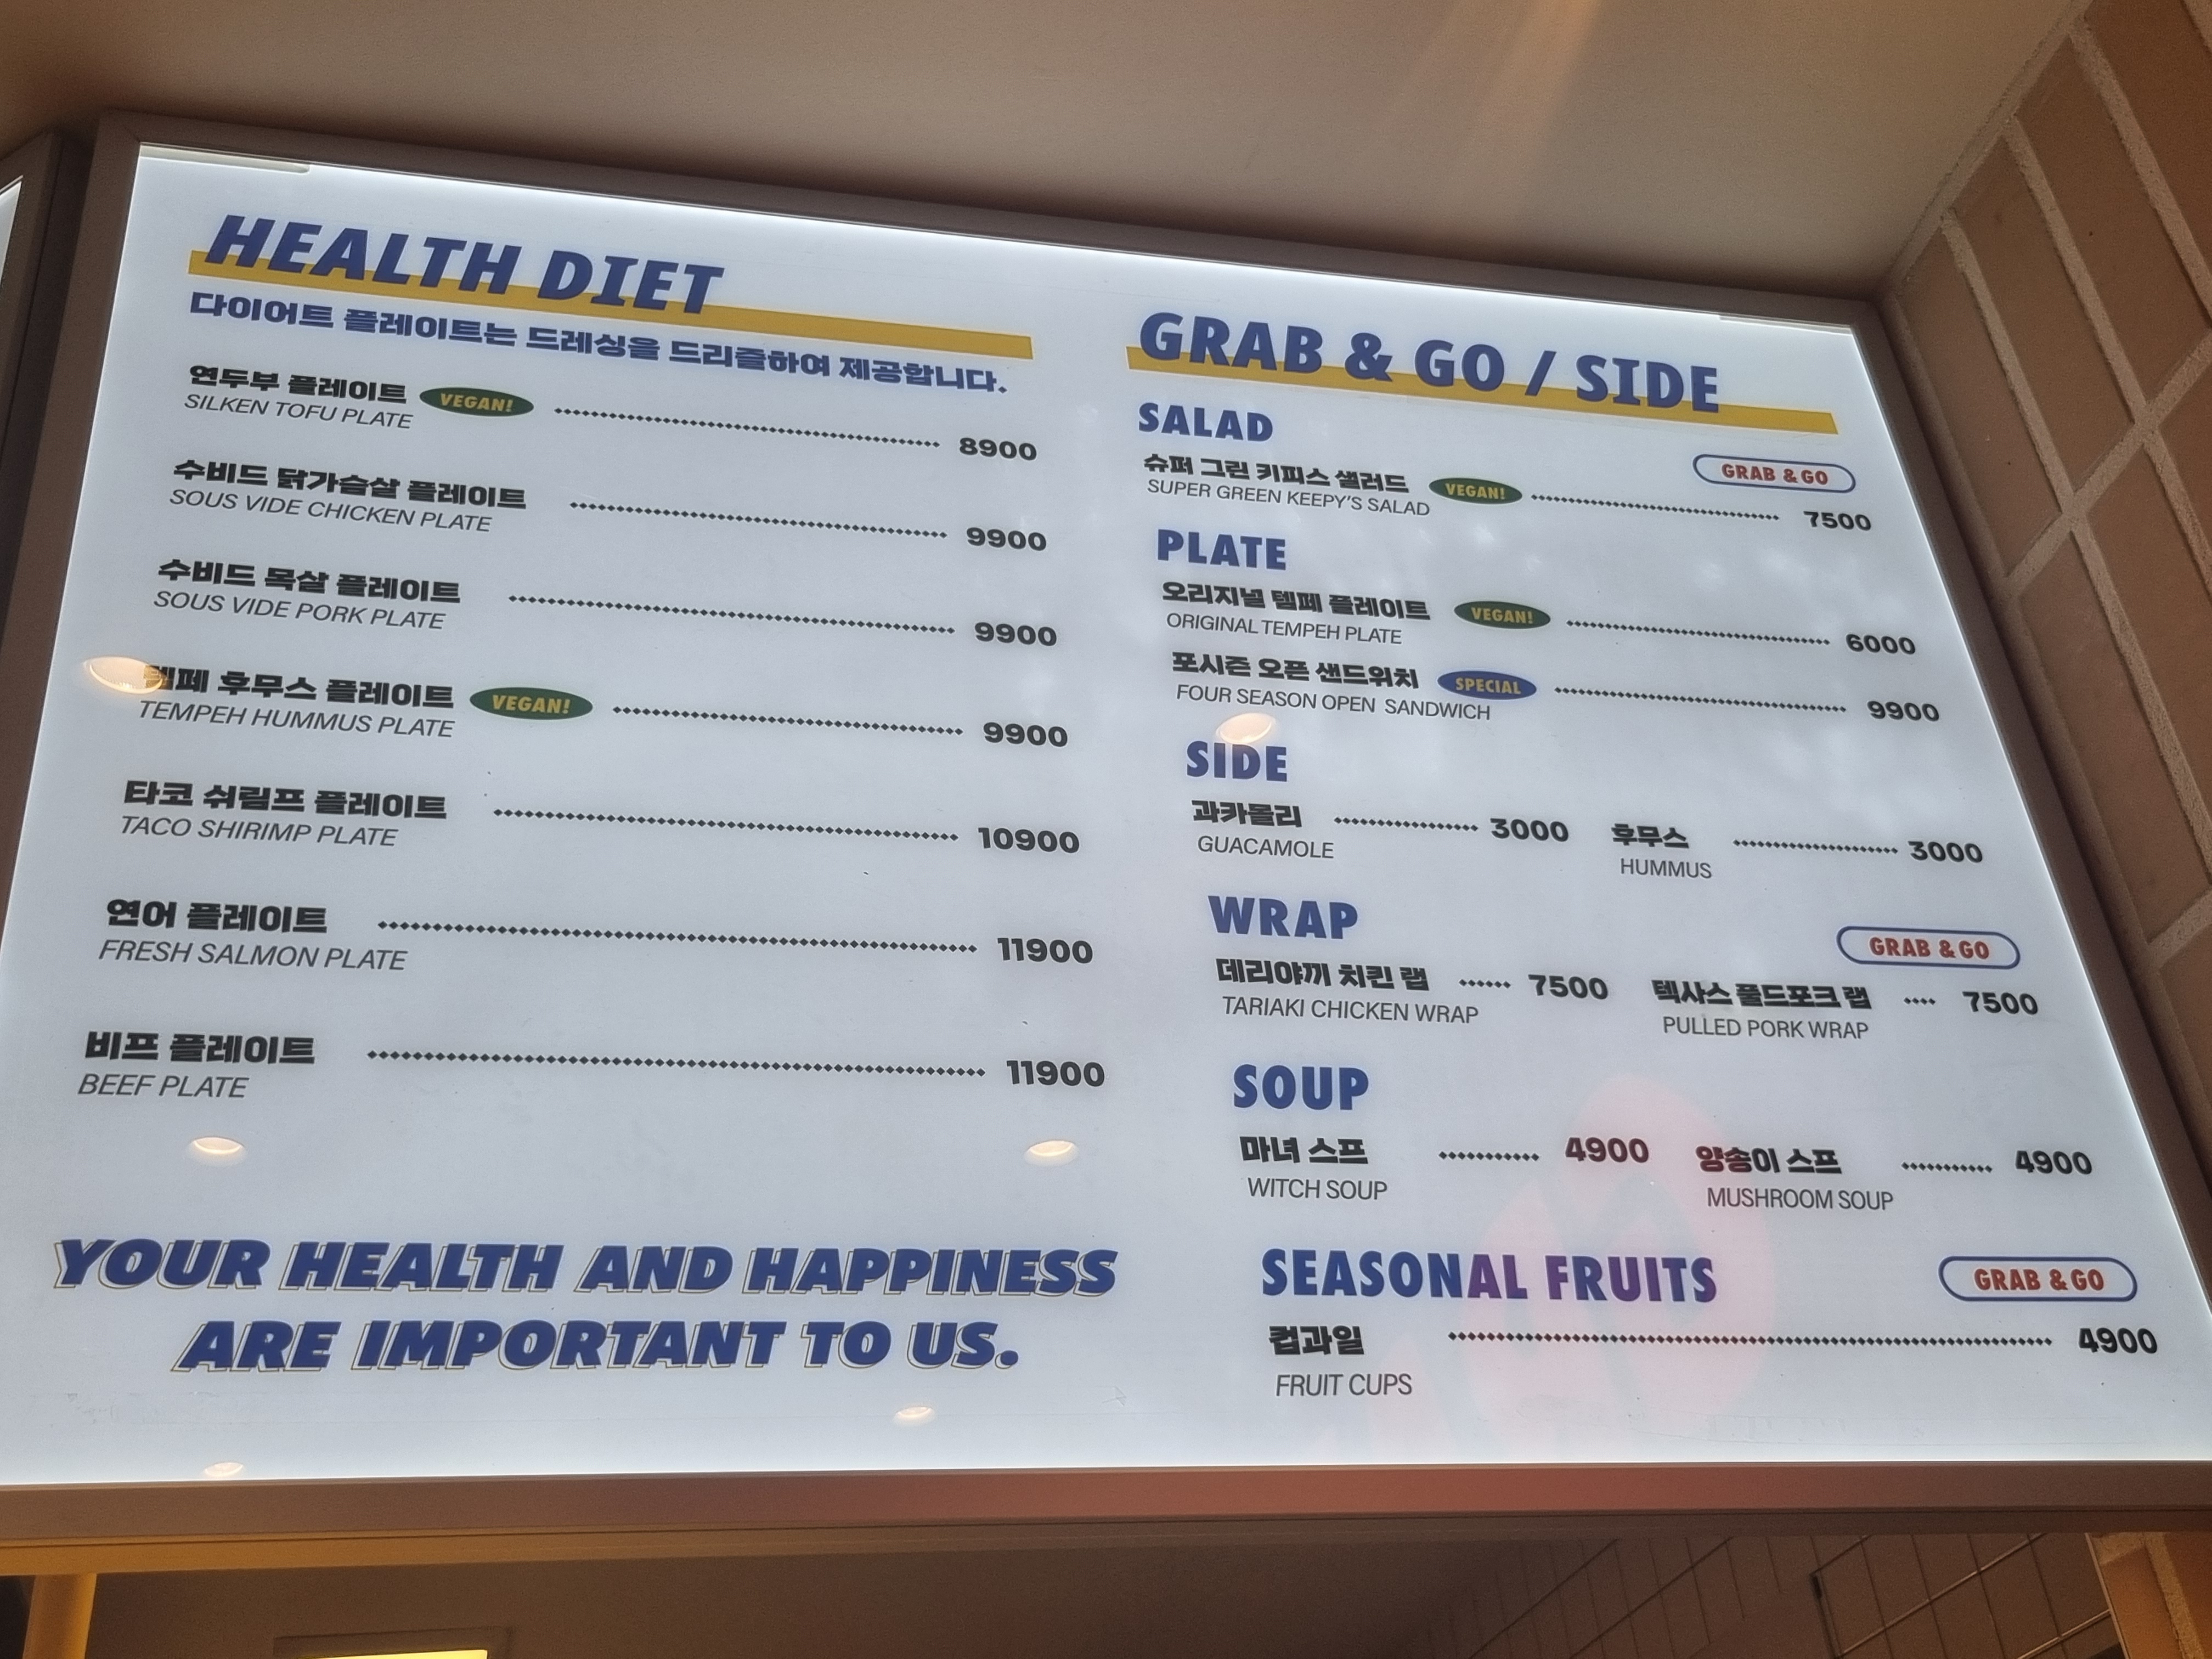 HEALTH DIET
다이어트 플레이트는 드레싱을 드리즐하여 제공합니다.
연두부 플레이트 VEGAN! 8900
SILKEN TOFU PLATE
수비드 닭가슴살 플레이트 9900
SOUS VIDE CHICKEN PLATE
수비드 목살 플레이트 9900
SOUS VIDE PORK PLATE
템페 후무스 플레이트 VEGAN! 9900
TEMPEH HUMMUS PLATE
타코 쉬림프 플레이트 10900
TACO SHIRIMP PLATE
연어 플레이트 11900
FRESH SALMON PLATE
비프 플레이트 11900
BEEF PLATE
YOUR HEALTH AND HAPPINESS
ARE IMPORTANT TO US.
GRAB & GO / SIDE
SALAD
GRAB & GO
슈퍼 그린 키피스 샐러드 VEGAN! 7500
SUPER GREEN KEEPY'S SALAD
PLATE
오리지널 템페 플레이트 VEGAN! 6000
ORIGINAL TEMPEH PLATE
포시즌 오픈 샌드위치 SPECIAL 9900
FOUR SEASON OPEN SANDWICH
SIDE
과카몰리 3000 후무스 3000
GUACAMOLE HUMMUS
WRAP
GRAB & GO
데리야끼 치킨 랩 7500 텍사스 풀드포크 랩 7500
TARIAKI CHICKEN WRAP PULLED PORK WRAP
SOUP
마녀 스프 4900 양송이 스프 4900
WITCH SOUP MUSHROOM SOUP
SEASONAL FRUITS GRAB & GO
컵과일 4900
FRUIT CUPS